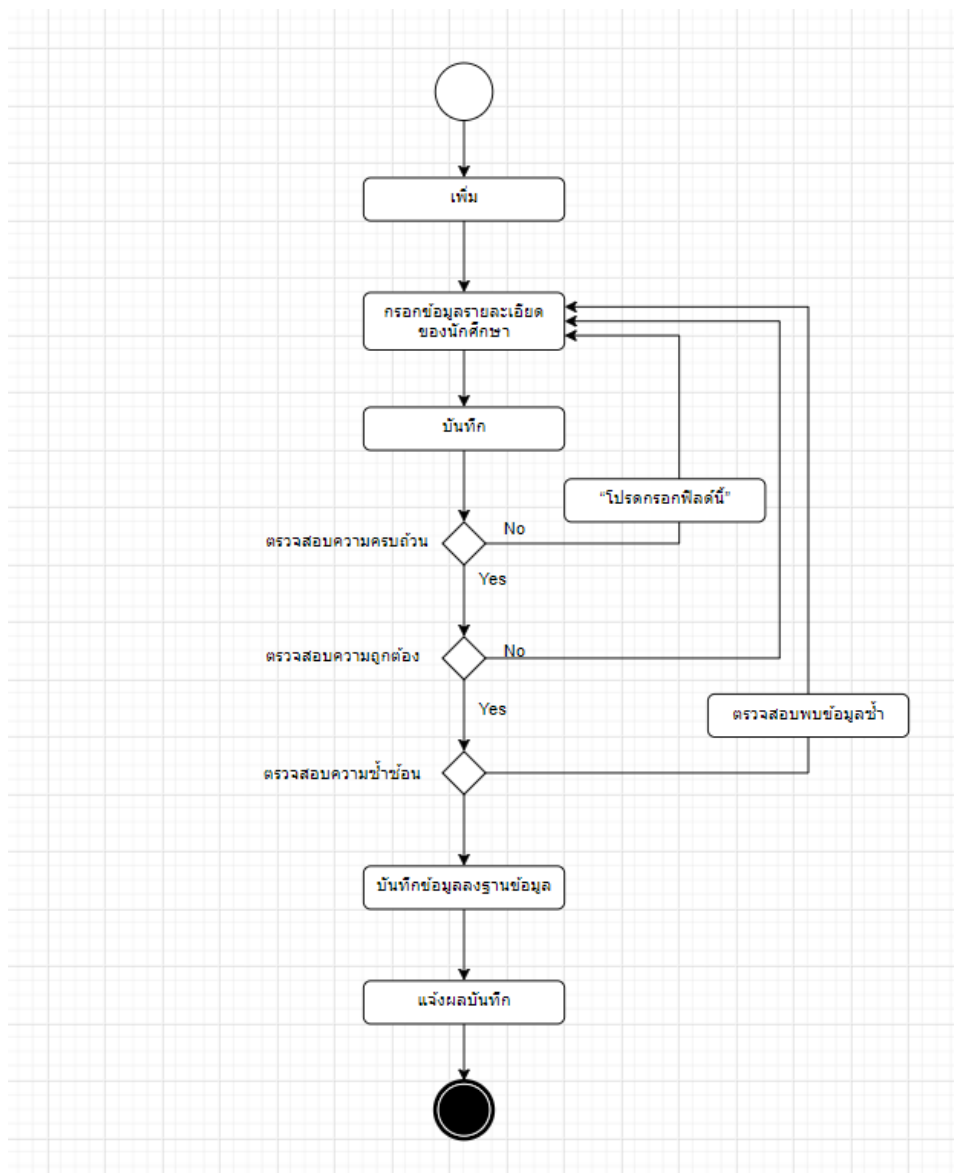 เพิ่ม
กรอกข้อมูลรายละเอียด
ของนักศึกษา
บันทึก
“โปรดกรอกฟิลด์นี้”
ตรวจสอบความครบถ้วน
No
Yes
ตรวจสอบความถูกต้อง
No
Yes
ตรวจสอบพบข้อมูลซ้ำ
ตรวจสอบความซ้ำซ้อน
บันทึกข้อมูลลงฐานข้อมูล
แจ้งผลบันทึก